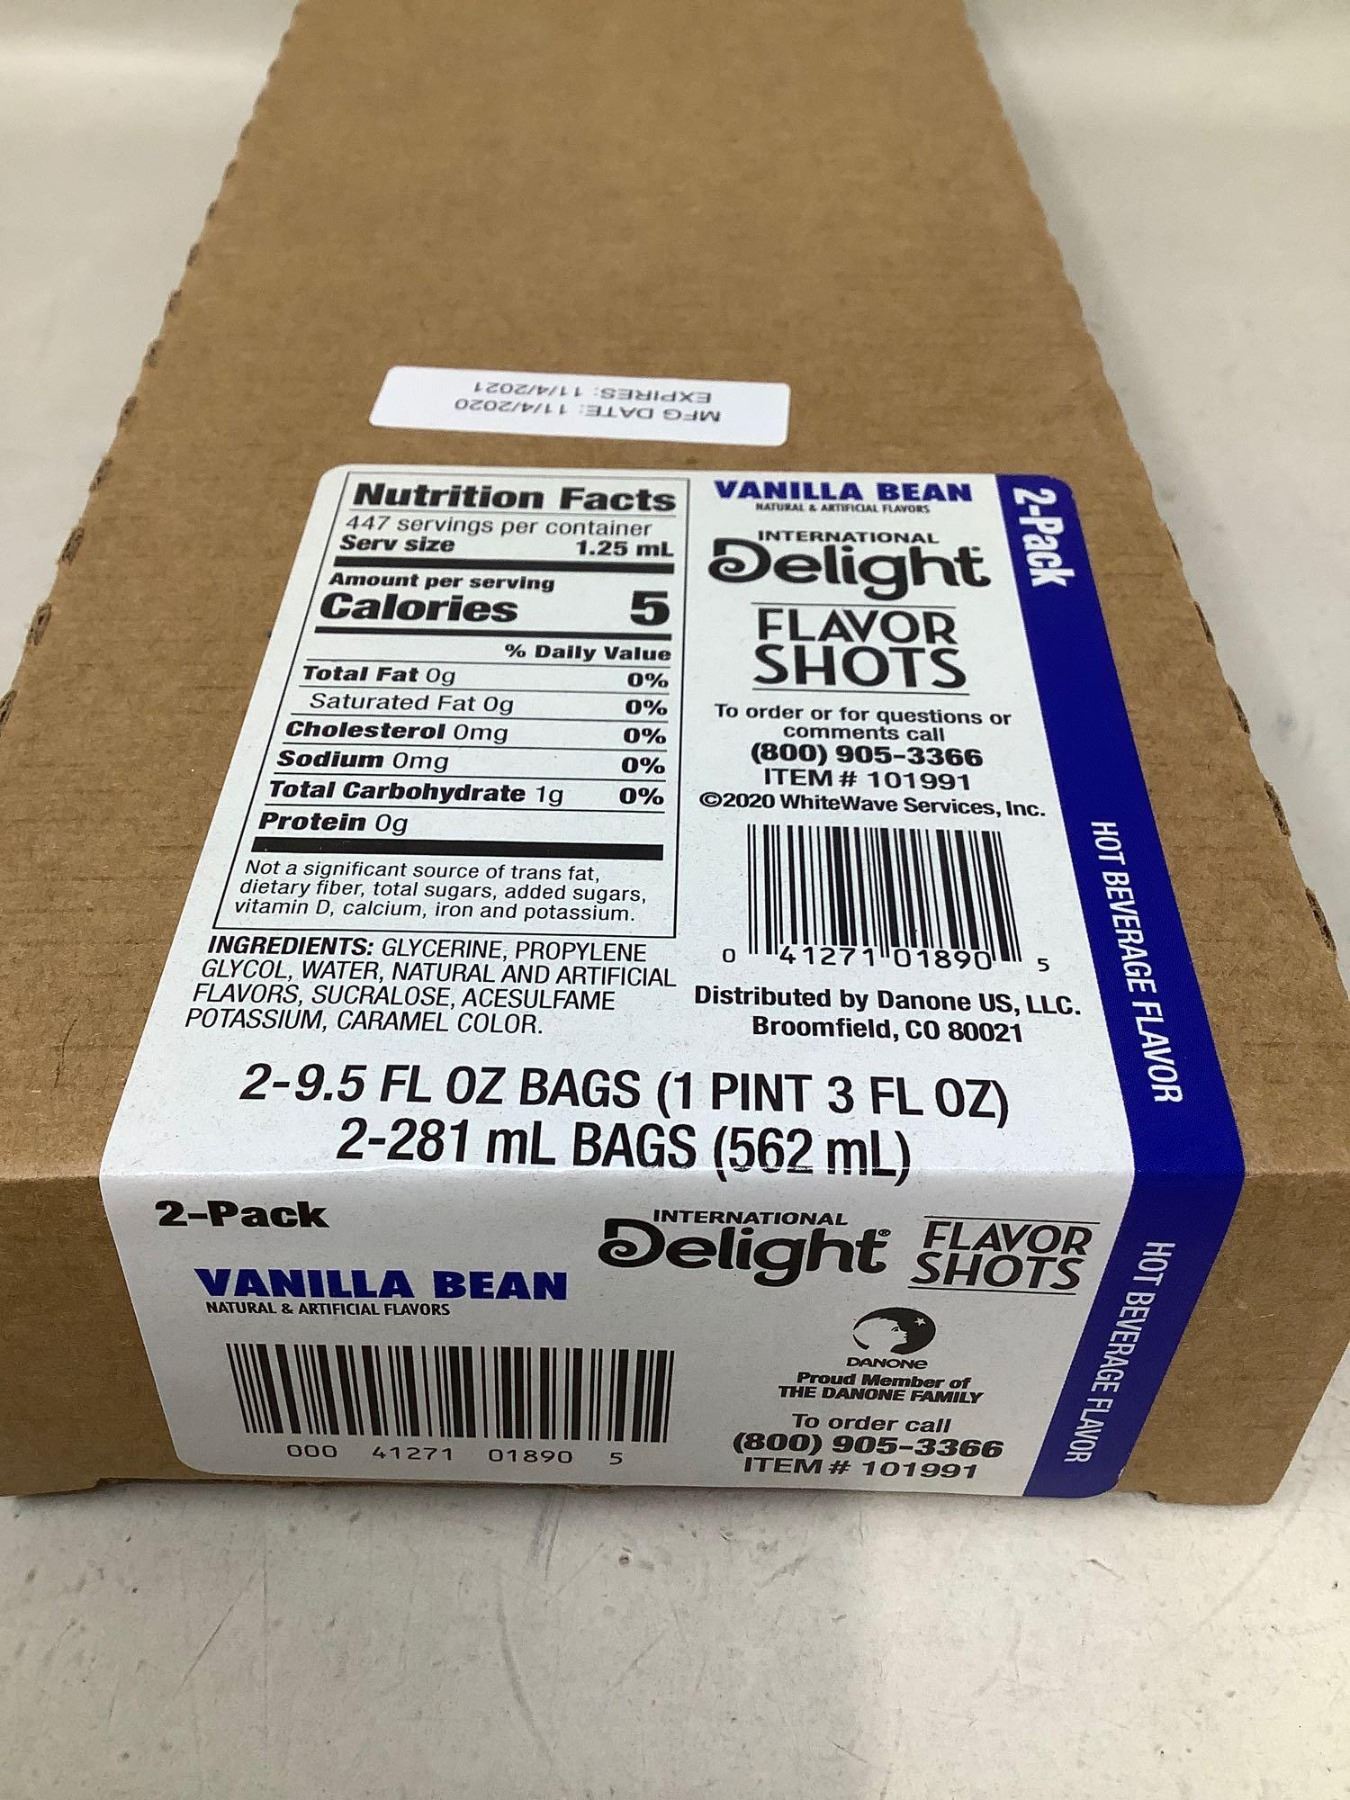 MFG DATE: 11/4/2020
EXPIRES: 11/4/2021
Nutrition Facts
447 servings per container
Serv size 1.25 mL
Amount per serving
Calories 5
% Daily Value
Total Fat 0g 0%
Saturated Fat 0g 0%
Cholesterol 0mg 0%
Sodium 0mg 0%
Total Carbohydrate 1g 0%
Protein 0g
Not a significant source of trans fat,
dietary fiber, total sugars, added sugars,
vitamin D, calcium, iron and potassium.
INGREDIENTS: GLYCERINE, PROPYLENE
GLYCOL, WATER, NATURAL AND ARTIFICIAL
FLAVORS, SUCRALOSE, ACESULFAME
POTASSIUM, CARAMEL COLOR.
VANILLA BEAN
NATURAL & ARTIFICIAL FLAVORS
INTERNATIONAL
Delight
FLAVOR
SHOTS
To order or for questions or
comments call
(800) 905-3366
ITEM # 101991
©2020 WhiteWave Services, Inc.
0 41271 01890 5
Distributed by Danone US, LLC.
Broomfield, CO 80021
2-Pack
HOT BEVERAGE FLAVOR
2-9.5 FL OZ BAGS (1 PINT 3 FL OZ)
2-281 mL BAGS (562 mL)
2-Pack
VANILLA BEAN
NATURAL & ARTIFICIAL FLAVORS
000 41271 01890 5
INTERNATIONAL
Delight®
FLAVOR
SHOTS
DANONE
Proud Member of
THE DANONE FAMILY
To order call
(800) 905-3366
ITEM # 101991
HOT BEVERAGE FLAVOR